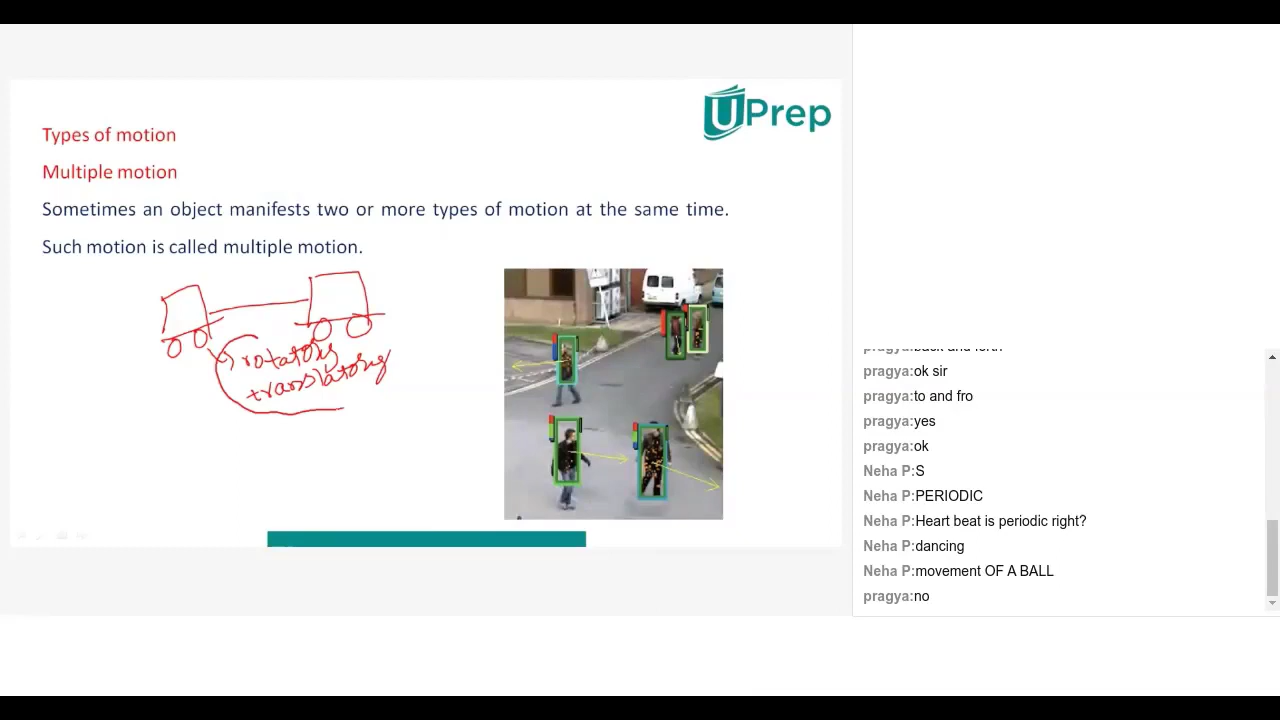 UPrep
Types of motion
Multiple motion
Sometimes an object manifests two or more types of motion at the same time.
Such motion is called multiple motion.
rotatory
translatory
pragya:ok sir
pragya:to and fro
pragya:yes
pragya:ok
Neha P:S
Neha P:PERIODIC
Neha P:Heart beat is periodic right?
Neha P:dancing
Neha P:movement OF A BALL
pragya:no